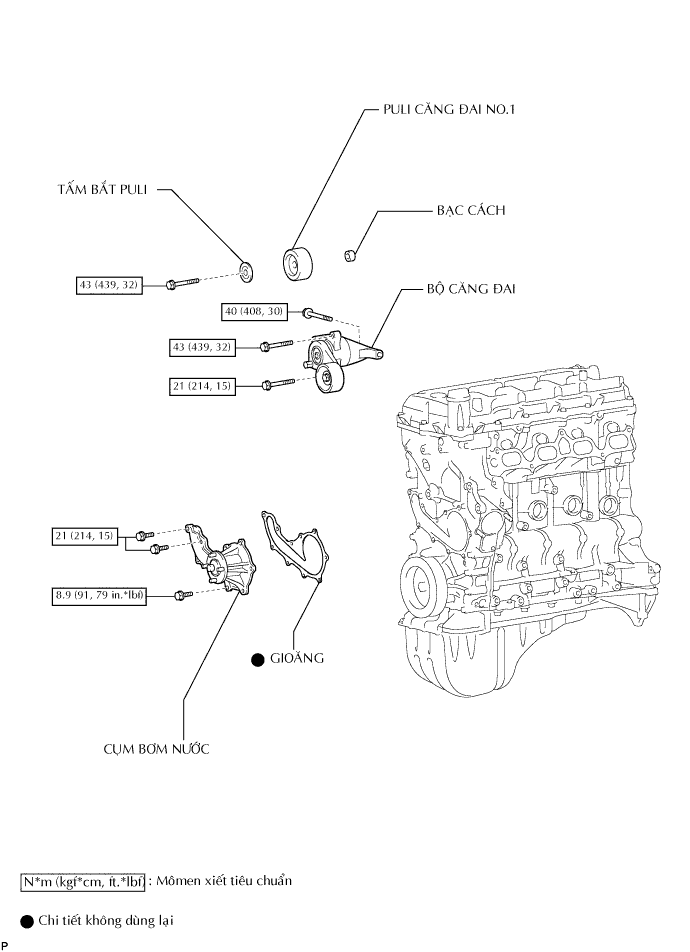 PULI CĂNG ĐAI NO.1
TẤM BẮT PULI
BẠC CÁCH
43 (439, 32)
BỘ CĂNG ĐAI
40 (408, 30)
43 (439, 32)
21 (214, 15)
21 (214, 15)
8.9 (91, 79 in.*lbf)
GIOĂNG
CỤM BƠM NƯỚC
N*m (kgf*cm, ft.*lbf) : Mômen xiết tiêu chuẩn
Chi tiết không dùng lại
P